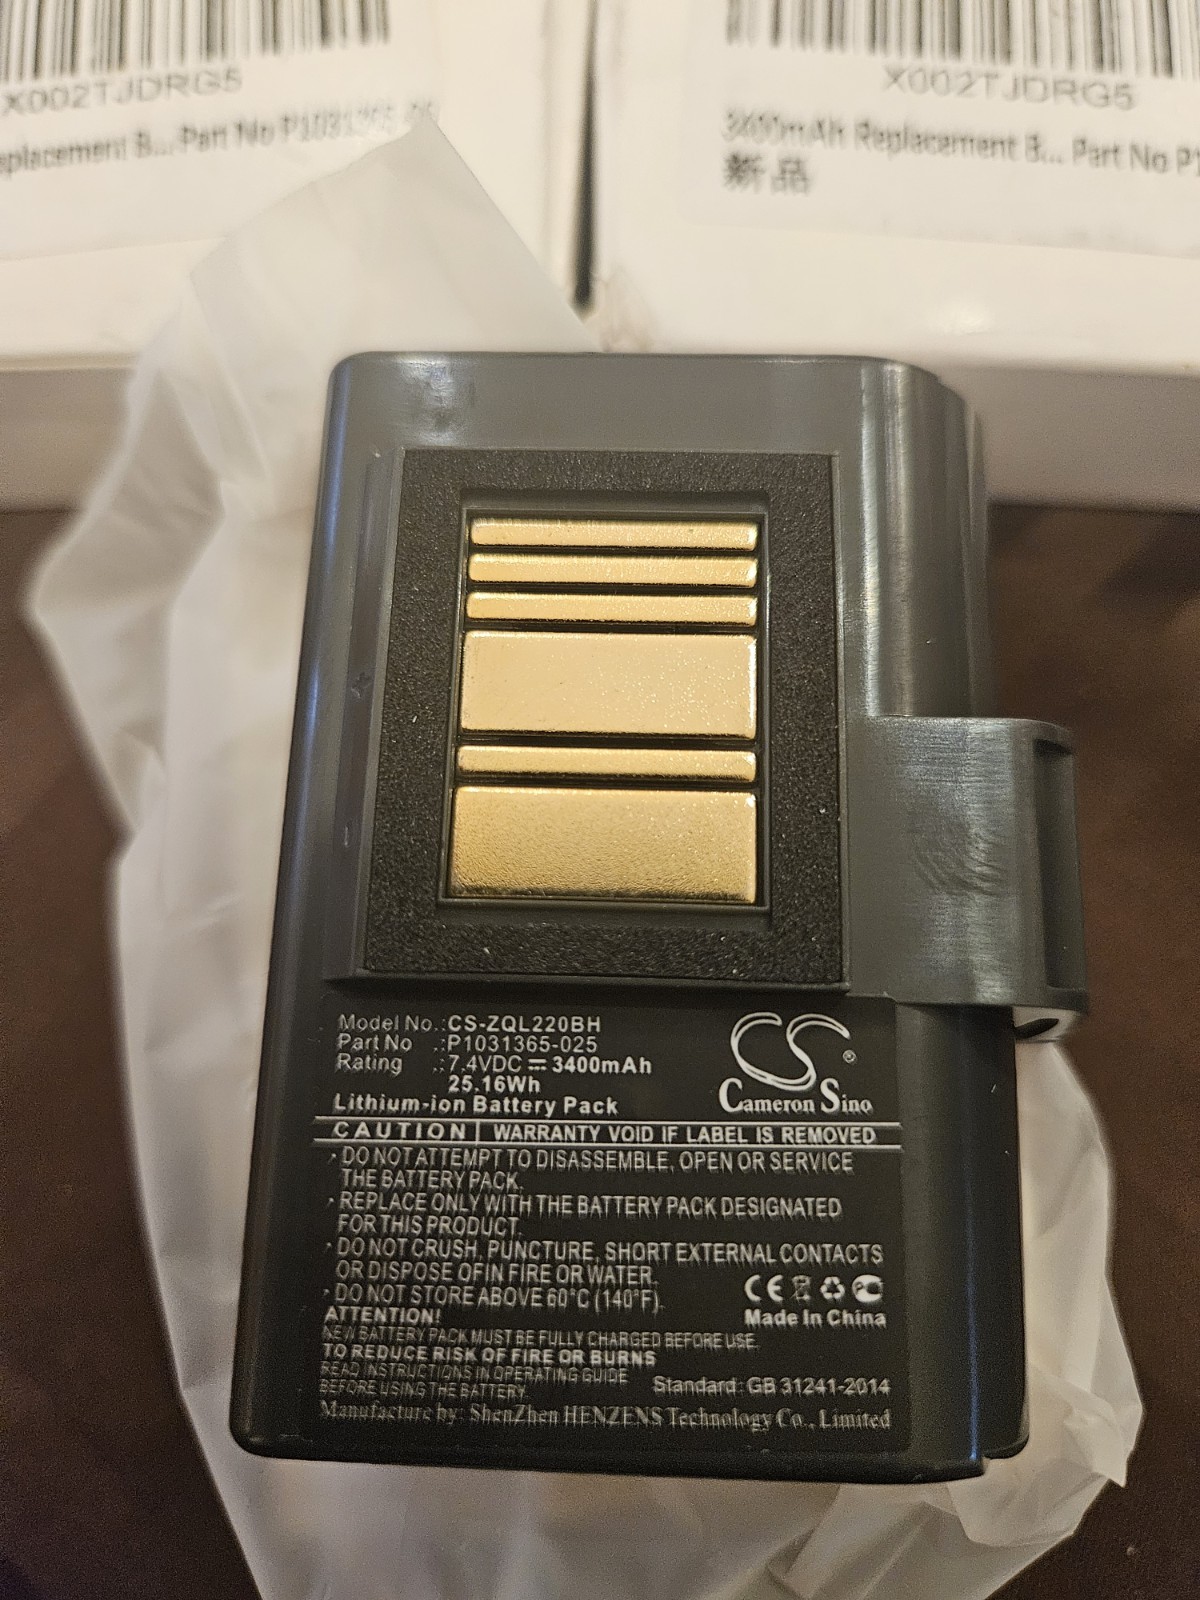 X002TJDRG5
eplacement B... Part No P1031365-
X002TJDRG5
3400mAh Replacement B... Part No P1
新品
Model No.:CS-ZQL220BH
Part No .:P1031365-025
Rating .:7.4VDC ⎓ 3400mAh
25.16Wh
Lithium-ion Battery Pack
CS®
Cameron Sino
CAUTION | WARRANTY VOID IF LABEL IS REMOVED
· DO NOT ATTEMPT TO DISASSEMBLE, OPEN OR SERVICE
THE BATTERY PACK.
· REPLACE ONLY WITH THE BATTERY PACK DESIGNATED
FOR THIS PRODUCT.
· DO NOT CRUSH, PUNCTURE, SHORT EXTERNAL CONTACTS
OR DISPOSE OF IN FIRE OR WATER.
· DO NOT STORE ABOVE 60°C (140°F).
CE
Made In China
ATTENTION!
NEW BATTERY PACK MUST BE FULLY CHARGED BEFORE USE.
TO REDUCE RISK OF FIRE OR BURNS
READ INSTRUCTIONS IN OPERATING GUIDE
BEFORE USING THE BATTERY.
Standard: GB 31241-2014
Manufacture by: ShenZhen HENZENS Technology Co., Limited